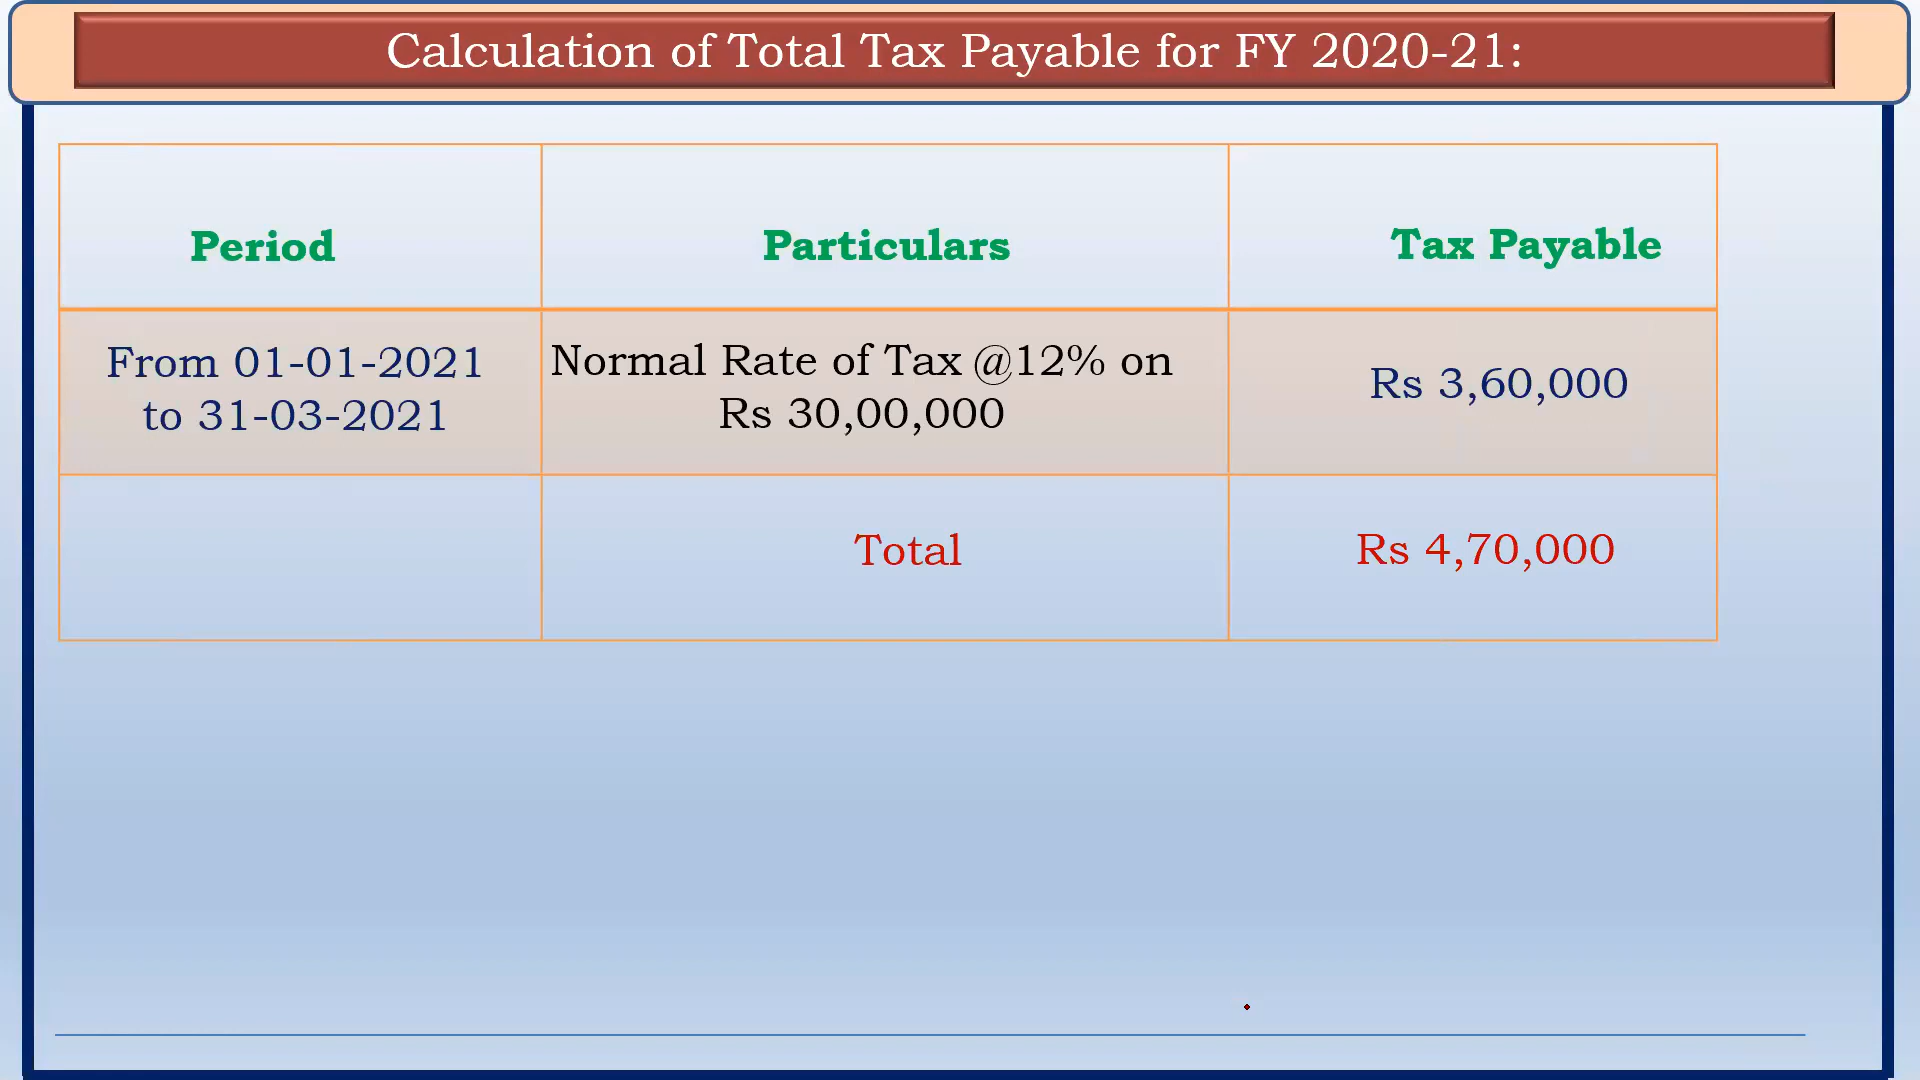 Calculation of Total Tax Payable for FY 2020-21:
Period
Particulars
Tax Payable
From 01-01-2021
to 31-03-2021
Normal Rate of Tax @12% on
Rs 30,00,000
Rs 3,60,000
Total
Rs 4,70,000